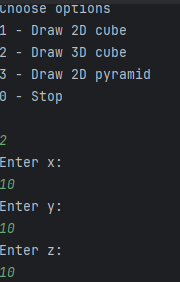 Choose options
1 - Draw 2D cube
2 - Draw 3D cube
3 - Draw 2D pyramid
0 - Stop
2
Enter x:
10
Enter y:
10
Enter z:
10